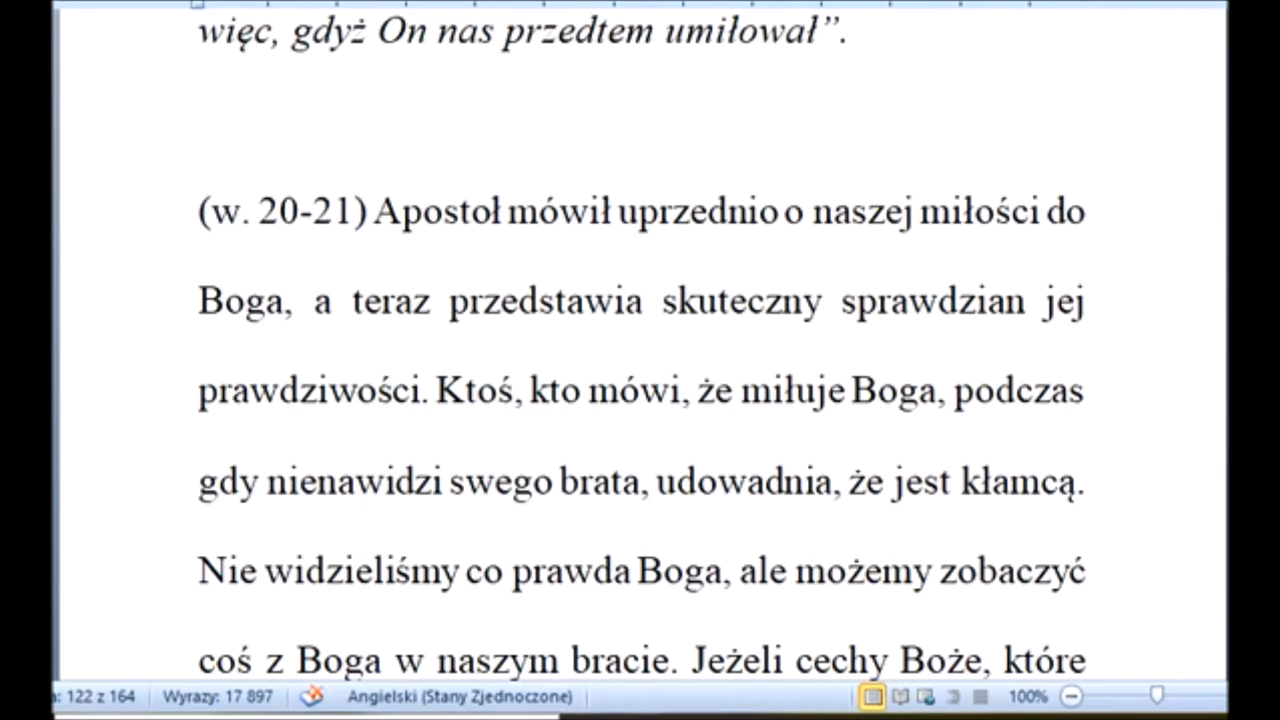 więc, gdyż On nas przedtem umiłował”.
(w. 20-21) Apostoł mówił uprzednio o naszej miłości do
Boga, a teraz przedstawia skuteczny sprawdzian jej
prawdziwości. Ktoś, kto mówi, że miłuje Boga, podczas
gdy nienawidzi swego brata, udowadnia, że jest kłamcą.
Nie widzieliśmy co prawda Boga, ale możemy zobaczyć
coś z Boga w naszym bracie. Jeżeli cechy Boże, które
: 122 z 164 Wyrazy: 17 897 Angielski (Stany Zjednoczone) 100%